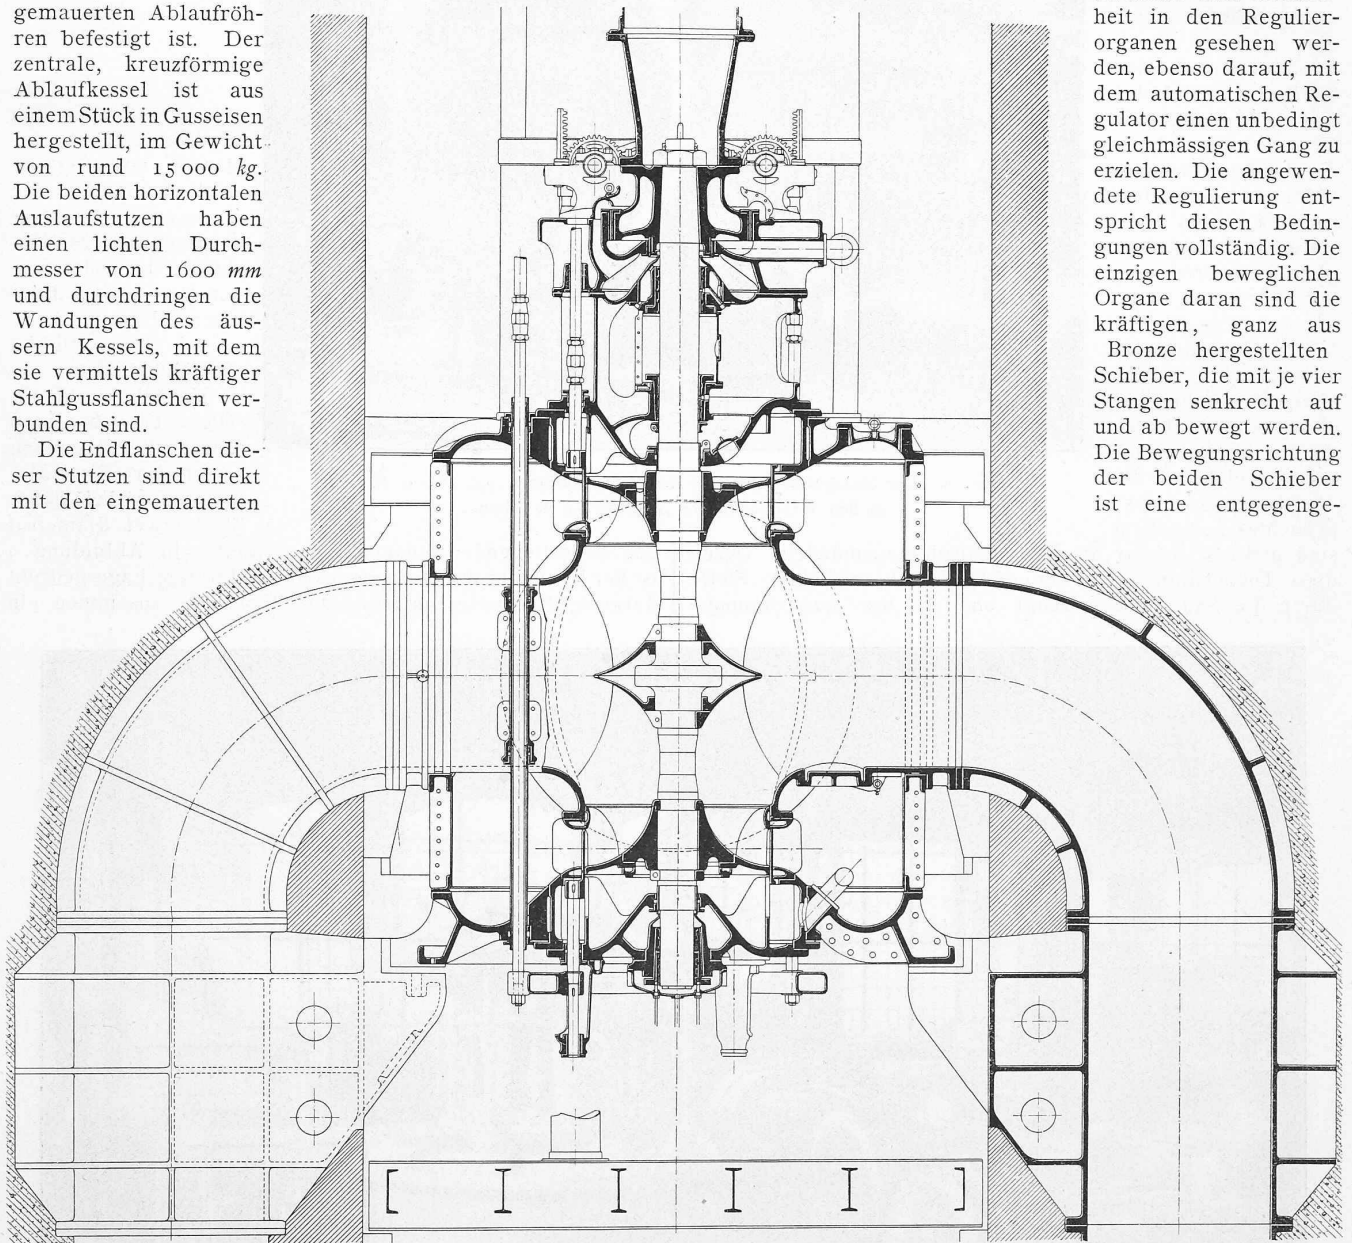 gemauerten Ablaufröh-
ren befestigt ist. Der
zentrale, kreuzförmige
Ablaufkessel ist aus
einem Stück in Gusseisen
hergestellt, im Gewicht
von rund 15 000 kg.
Die beiden horizontalen
Auslaufstutzen haben
einen lichten Durch-
messer von 1600 mm
und durchdringen die
Wandungen des äus-
sern Kessels, mit dem
sie vermittels kräftiger
Stahlgussflanschen ver-
bunden sind.
Die Endflanschen die-
ser Stutzen sind direkt
mit den eingemauerten
heit in den Regulier-
organen gesehen wer-
den, ebenso darauf, mit
dem automatischen Re-
gulator einen unbedingt
gleichmässigen Gang zu
erzielen. Die angewen-
dete Regulierung ent-
spricht diesen Bedin-
gungen vollständig. Die
einzigen beweglichen
Organe daran sind die
kräftigen, ganz aus
Bronze hergestellten
Schieber, die mit je vier
Stangen senkrecht auf
und ab bewegt werden.
Die Bewegungsrichtung
der beiden Schieber
ist eine entgegenge-